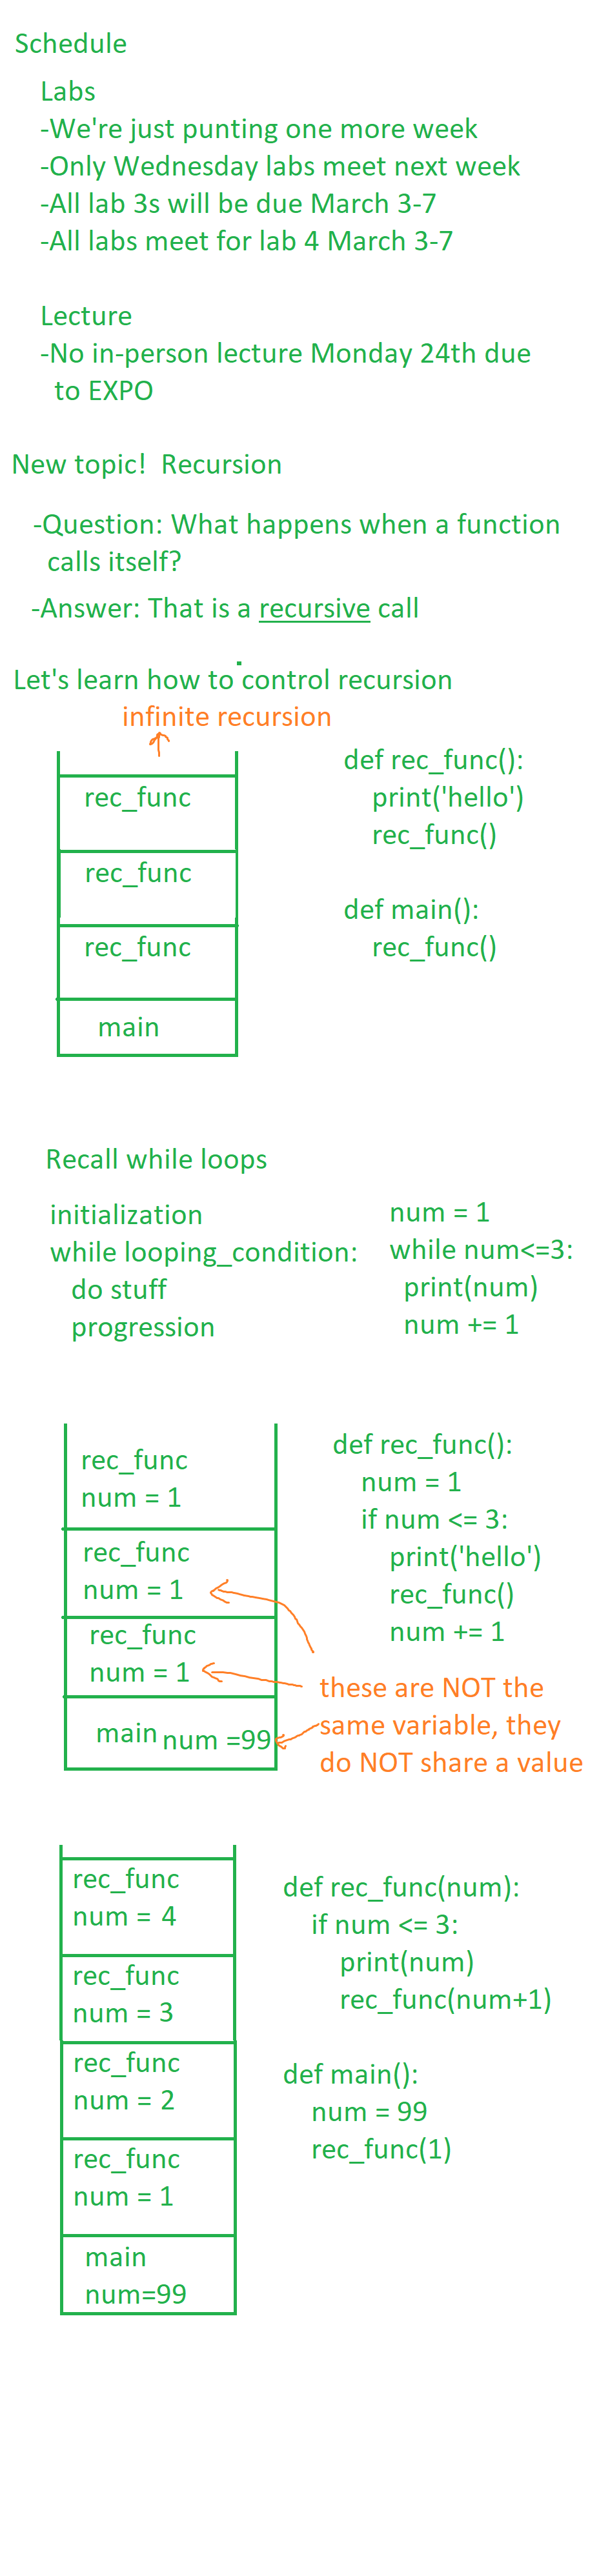 Schedule
Labs
-We're just punting one more week
-Only Wednesday labs meet next week
-All lab 3s will be due March 3-7
-All labs meet for lab 4 March 3-7
Lecture
-No in-person lecture Monday 24th due
to EXPO
New topic!  Recursion
-Question: What happens when a function
calls itself?
-Answer: That is a recursive call
Let's learn how to control recursion
infinite recursion
rec_func
rec_func
rec_func
main
def rec_func():
print('hello')
rec_func()
def main():
rec_func()
Recall while loops
initialization
while looping_condition:
do stuff
progression
num = 1
while num<=3:
print(num)
num += 1
rec_func
num = 1
rec_func
num = 1
rec_func
num = 1
main num =99
def rec_func():
num = 1
if num <= 3:
print('hello')
rec_func()
num += 1
these are NOT the
same variable, they
do NOT share a value
rec_func
num = 4
rec_func
num = 3
rec_func
num = 2
rec_func
num = 1
main
num=99
def rec_func(num):
if num <= 3:
print(num)
rec_func(num+1)
def main():
num = 99
rec_func(1)